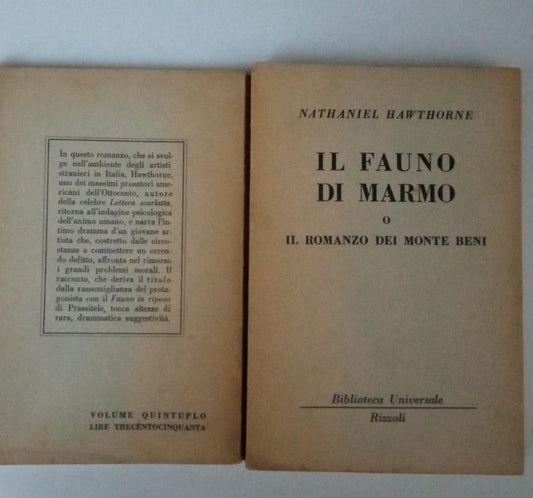 In questo romanzo, che si svol-
ge nell'ambiente degli artisti
stranieri in Italia, Hawthorne,
uno dei massimi prosatori ame-
ricani dell'Ottocento, autore
della celebre Lettera scarlatta,
ritorna all'indagine psicologica
dell'animo umano, e narra l'in-
timo dramma d'un giovane ar-
tista che, costretto dalle circo-
stanze a commettere un orren-
do delitto, affronta nel rimorso
i grandi problemi morali. Il
racconto, che deriva il titolo
dalla rassomiglianza del prota-
gonista con il Fauno in riposo
di Prassitele, tocca altezze di
rara, drammatica suggestività.
VOLUME QUINTUPLO
LIRE TRECENTOCINQUANTA
NATHANIEL HAWTHORNE
IL FAUNO
DI MARMO
O
IL ROMANZO DEI MONTE BENI
Biblioteca Universale
Rizzoli